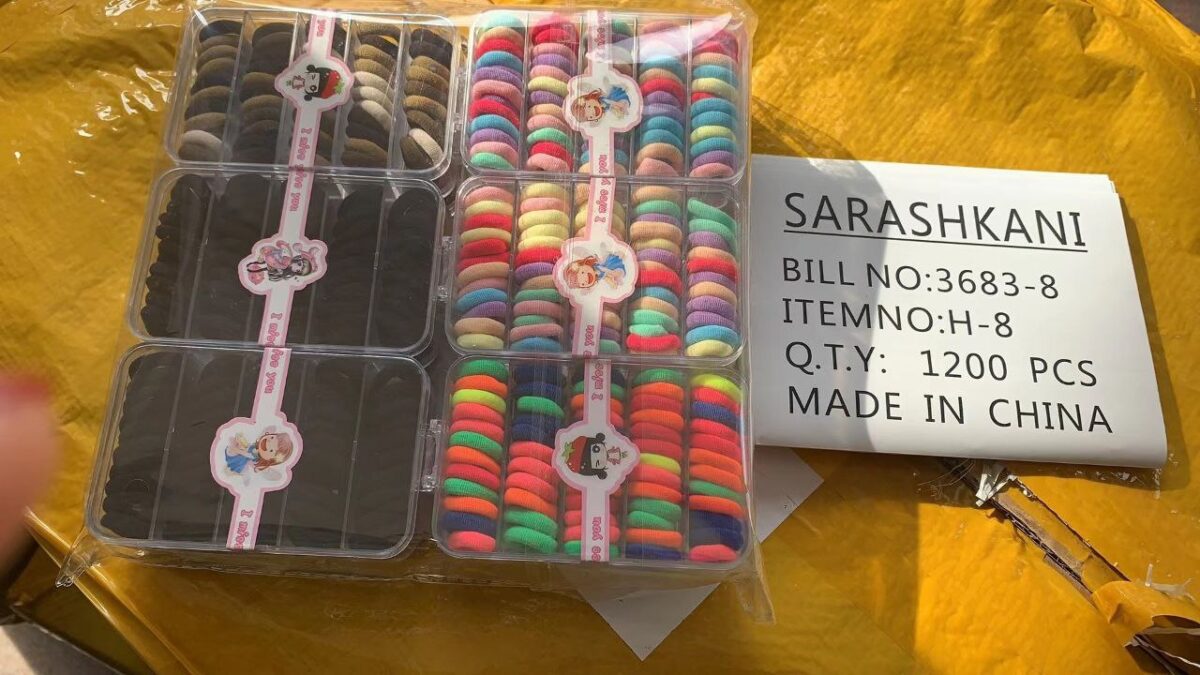 SARASHKANI
BILL NO:3683-8
ITEMNO:H-8
Q.T.Y: 1200 PCS
MADE IN CHINA